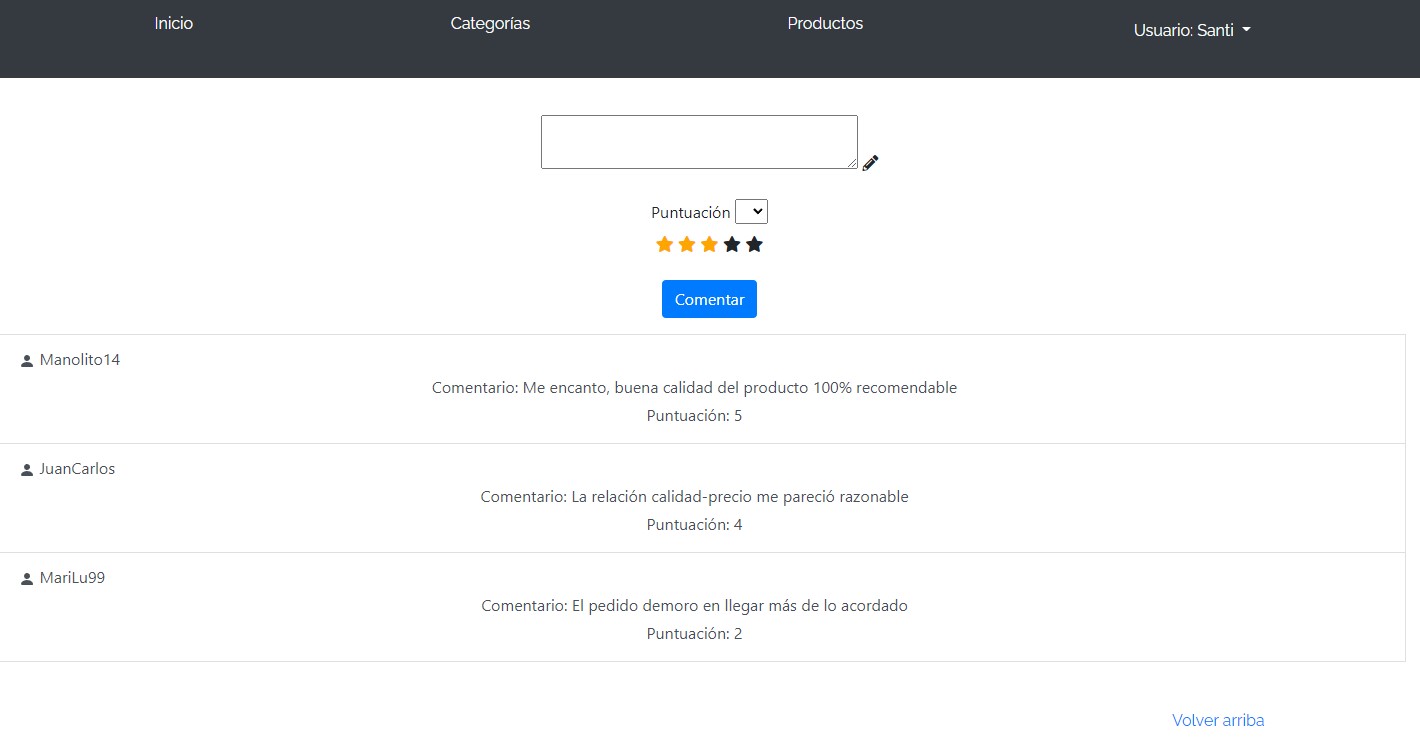 Inicio Categorías Productos Usuario: Santi
Puntuación
Comentar
Manolito14
Comentario: Me encanto, buena calidad del producto 100% recomendable
Puntuación: 5
JuanCarlos
Comentario: La relación calidad-precio me pareció razonable
Puntuación: 4
MariLu99
Comentario: El pedido demoro en llegar más de lo acordado
Puntuación: 2
Volver arriba